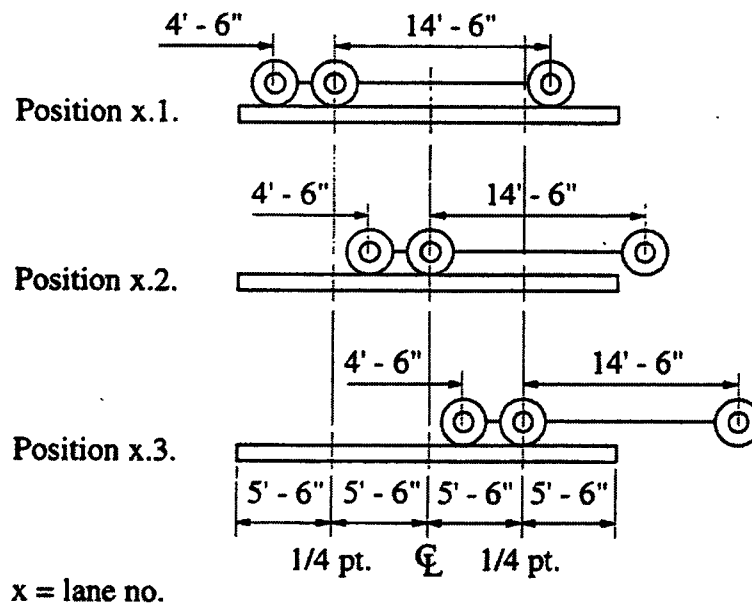 4' - 6" 14' - 6"
Position x.1.
4' - 6" 14' - 6"
Position x.2.
4' - 6" 14' - 6"
Position x.3.
5' - 6" 5' - 6" 5' - 6" 5' - 6"
1/4 pt. ℄ 1/4 pt.
x = lane no.